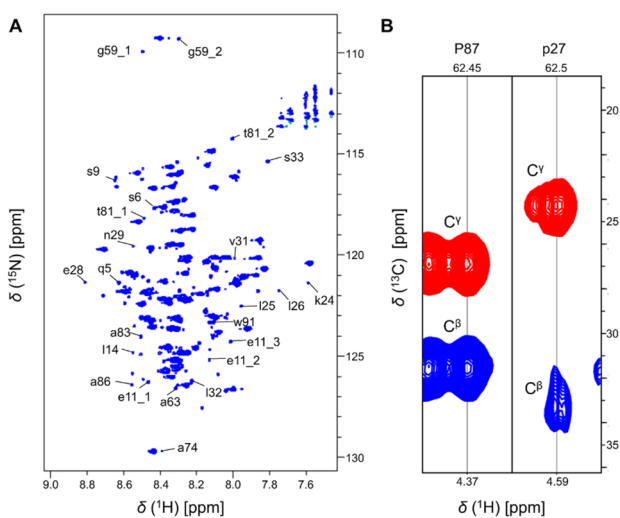 A
g59_1
g59_2
t81_2
s33
s9
s6
t81_1
n29
v31
e28
q5
l25
l26
k24
a83
w91
l14
e11_3
e11_2
a86
e11_1
a63
l32
a74
110
115
120
125
130
δ (¹⁵N) [ppm]
9.0 8.8 8.6 8.4 8.2 8.0 7.8 7.6
δ (¹H) [ppm]
B
P87 p27
62.45 62.5
Cᵞ
Cᵞ
Cᵝ
Cᵝ
20
25
30
35
δ (¹³C) [ppm]
4.37 4.59
δ (¹H) [ppm]